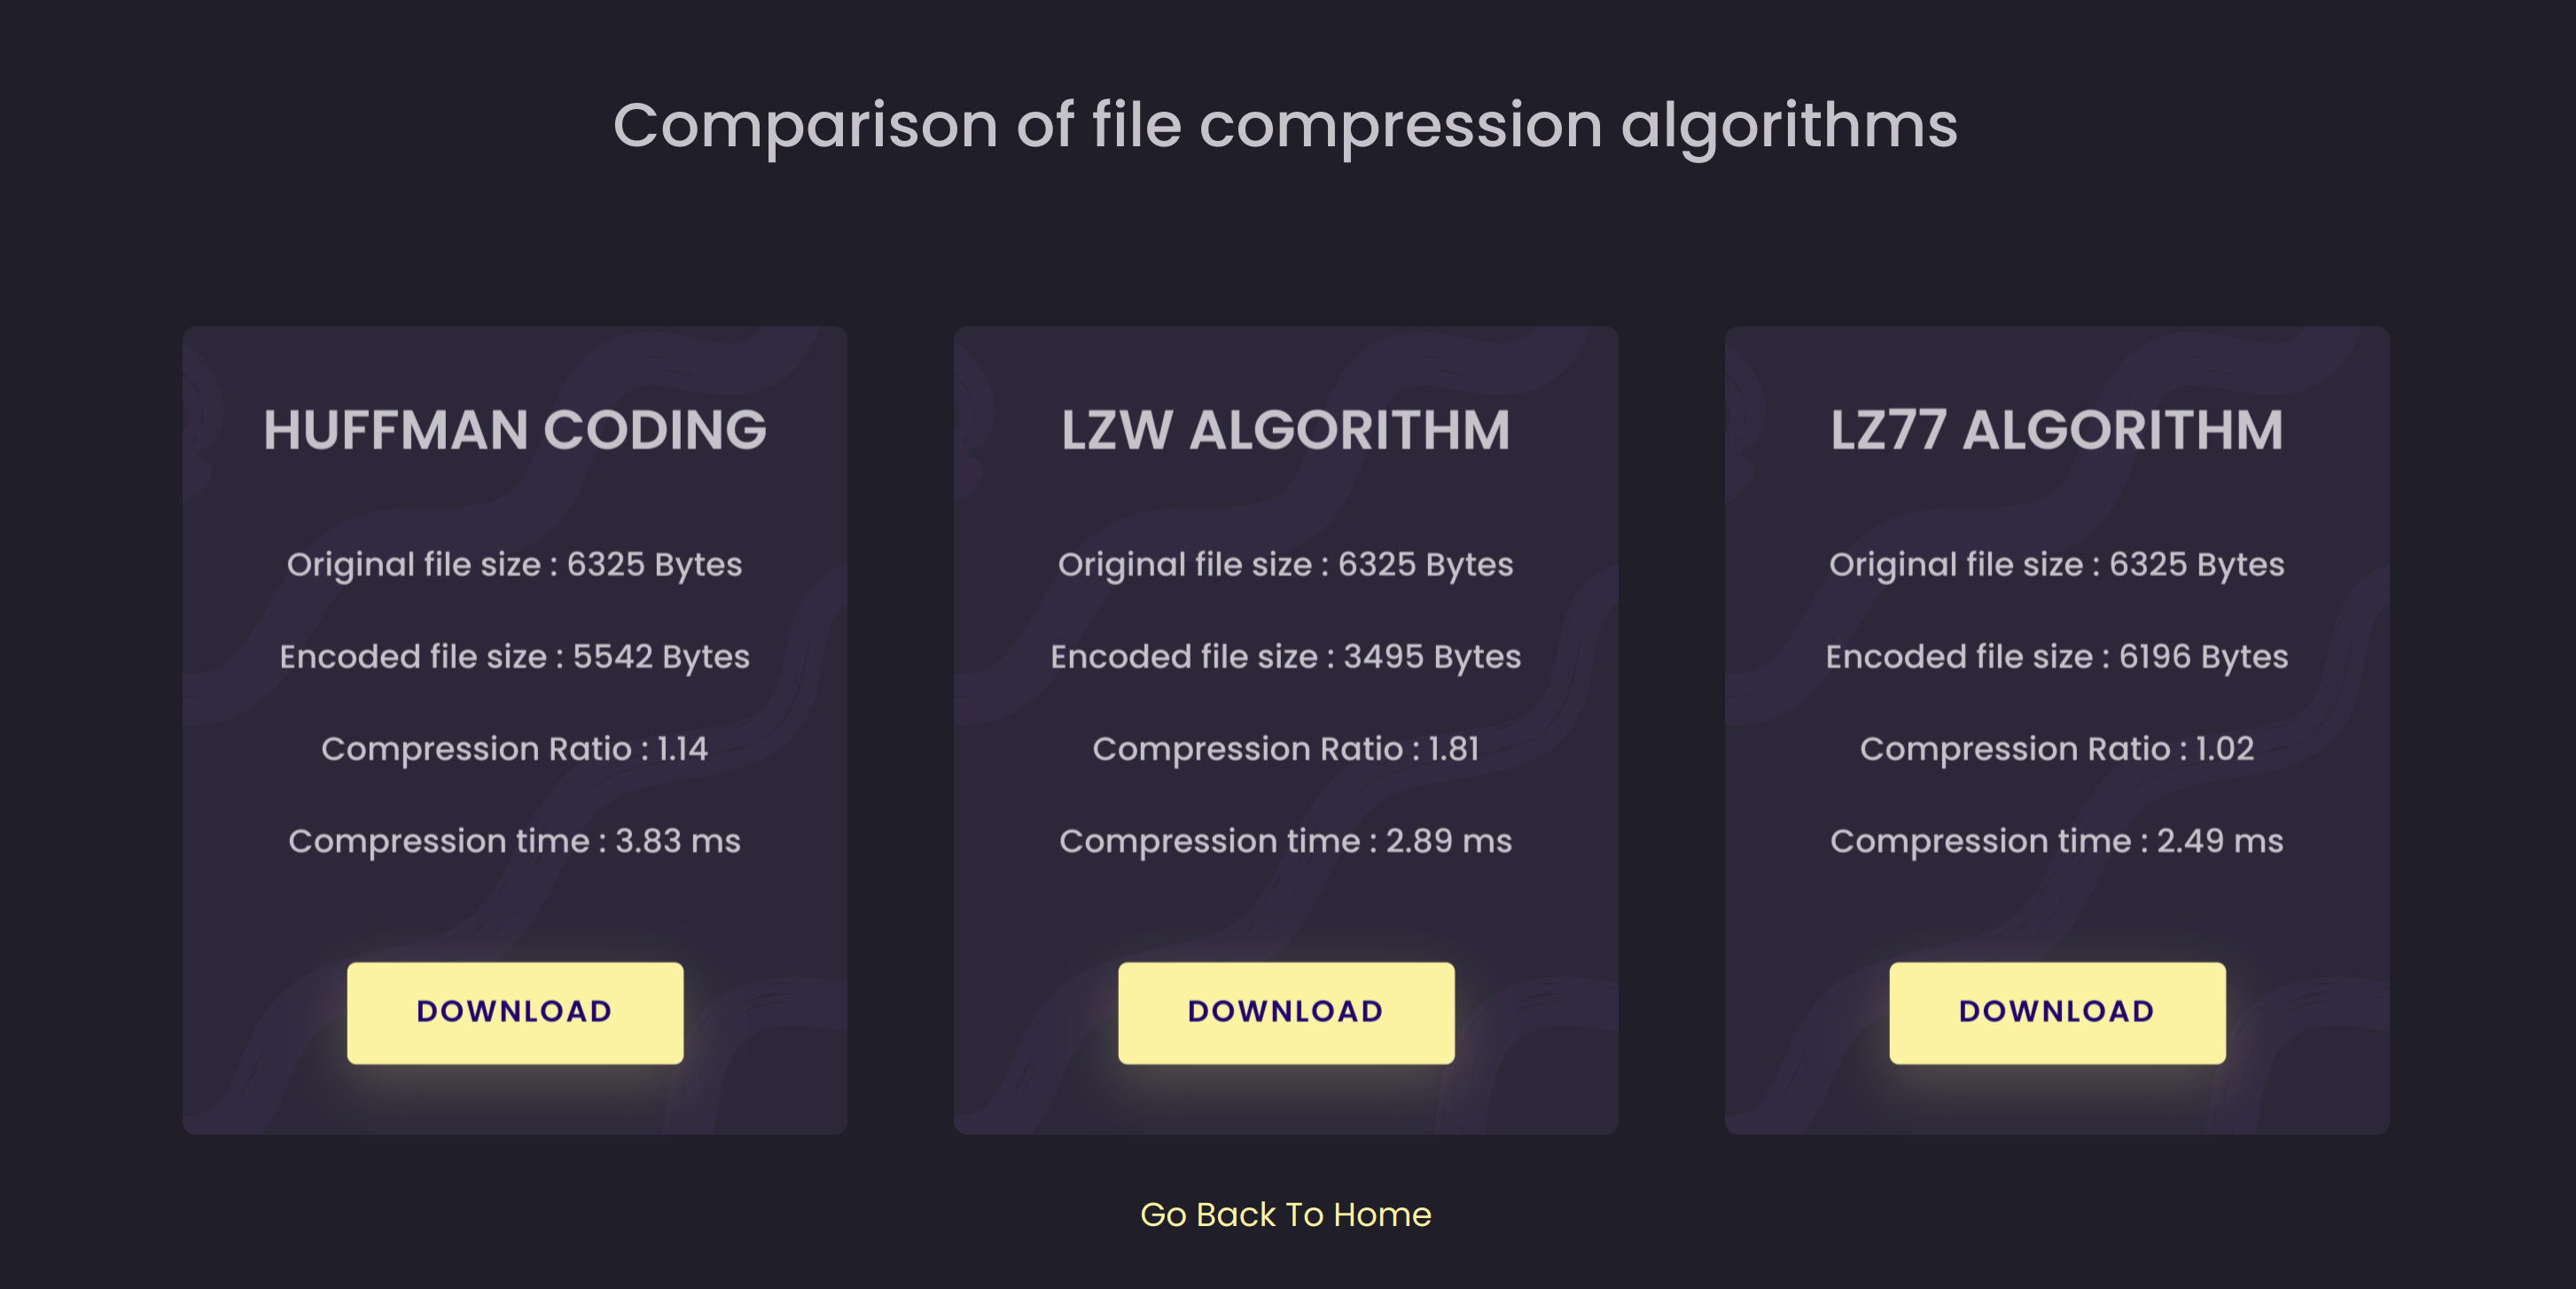 Comparison of file compression algorithms
HUFFMAN CODING
Original file size : 6325 Bytes
Encoded file size : 5542 Bytes
Compression Ratio : 1.14
Compression time : 3.83 ms
DOWNLOAD
LZW ALGORITHM
Original file size : 6325 Bytes
Encoded file size : 3495 Bytes
Compression Ratio : 1.81
Compression time : 2.89 ms
DOWNLOAD
LZ77 ALGORITHM
Original file size : 6325 Bytes
Encoded file size : 6196 Bytes
Compression Ratio : 1.02
Compression time : 2.49 ms
DOWNLOAD
Go Back To Home